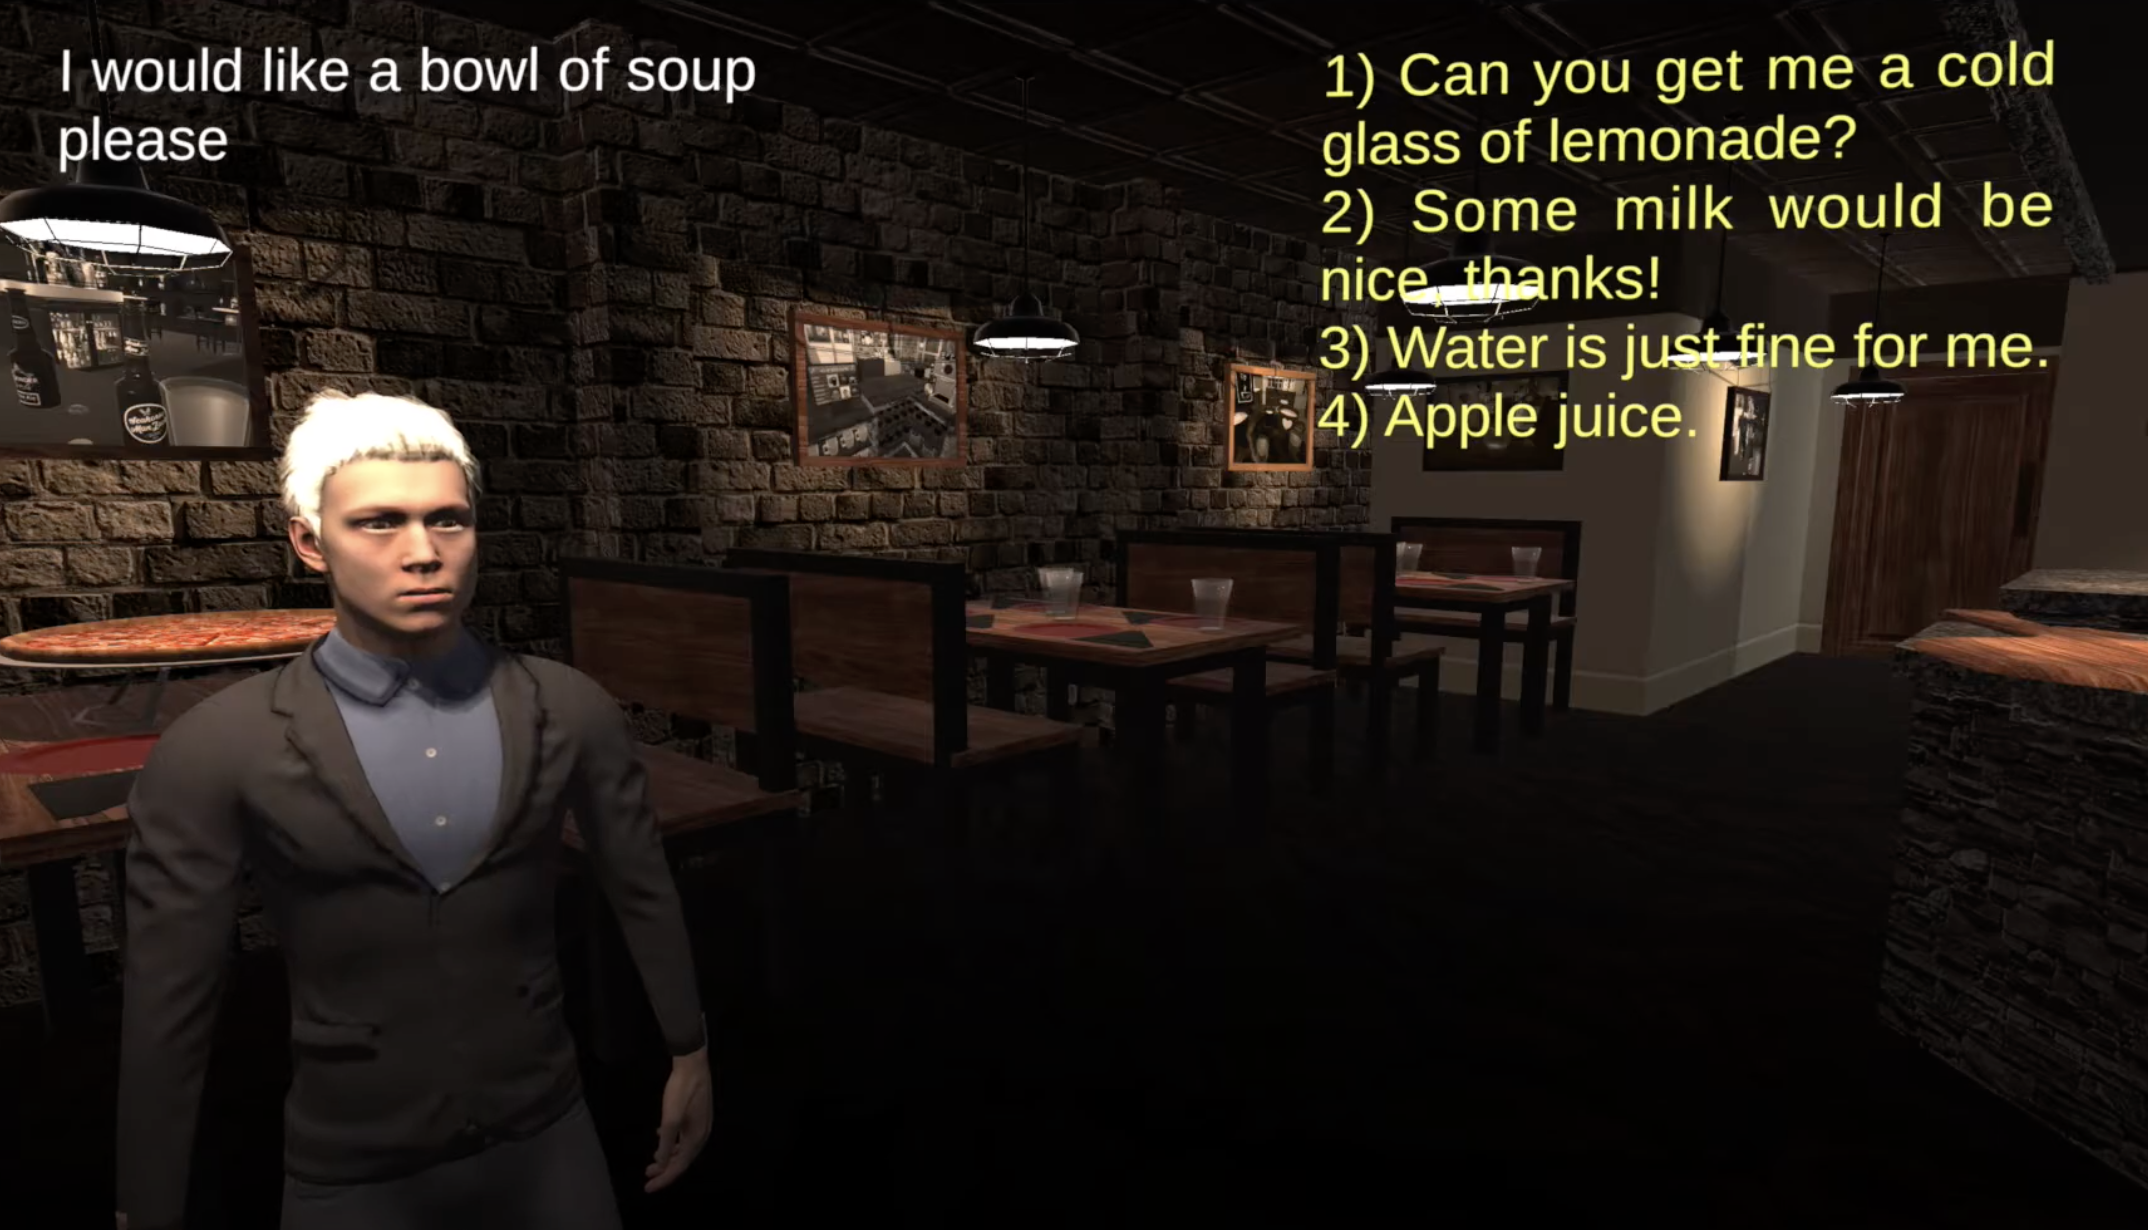 I would like a bowl of soup
please
1) Can you get me a cold
glass of lemonade?
2) Some milk would be
nice, thanks!
3) Water is just fine for me.
4) Apple juice.